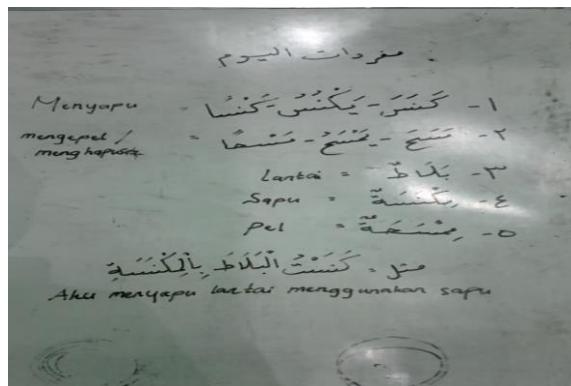 مفردات اليوم
١- كَنَسَ - يَكْنُسُ - كَنْسًا = Menyapu
٢- مَسَحَ - يَمْسَحُ - مَسْحًا = mengepel / menghapus
٣- بَلَاطٌ = Lantai
٤- مِكْنَسَةٌ = Sapu
٥- مِمْسَحَةٌ = Pel
مثل : كَنَسْتُ الْبَلَاطَ بِالْمِكْنَسَةِ
Aku menyapu lantai menggunakan sapu